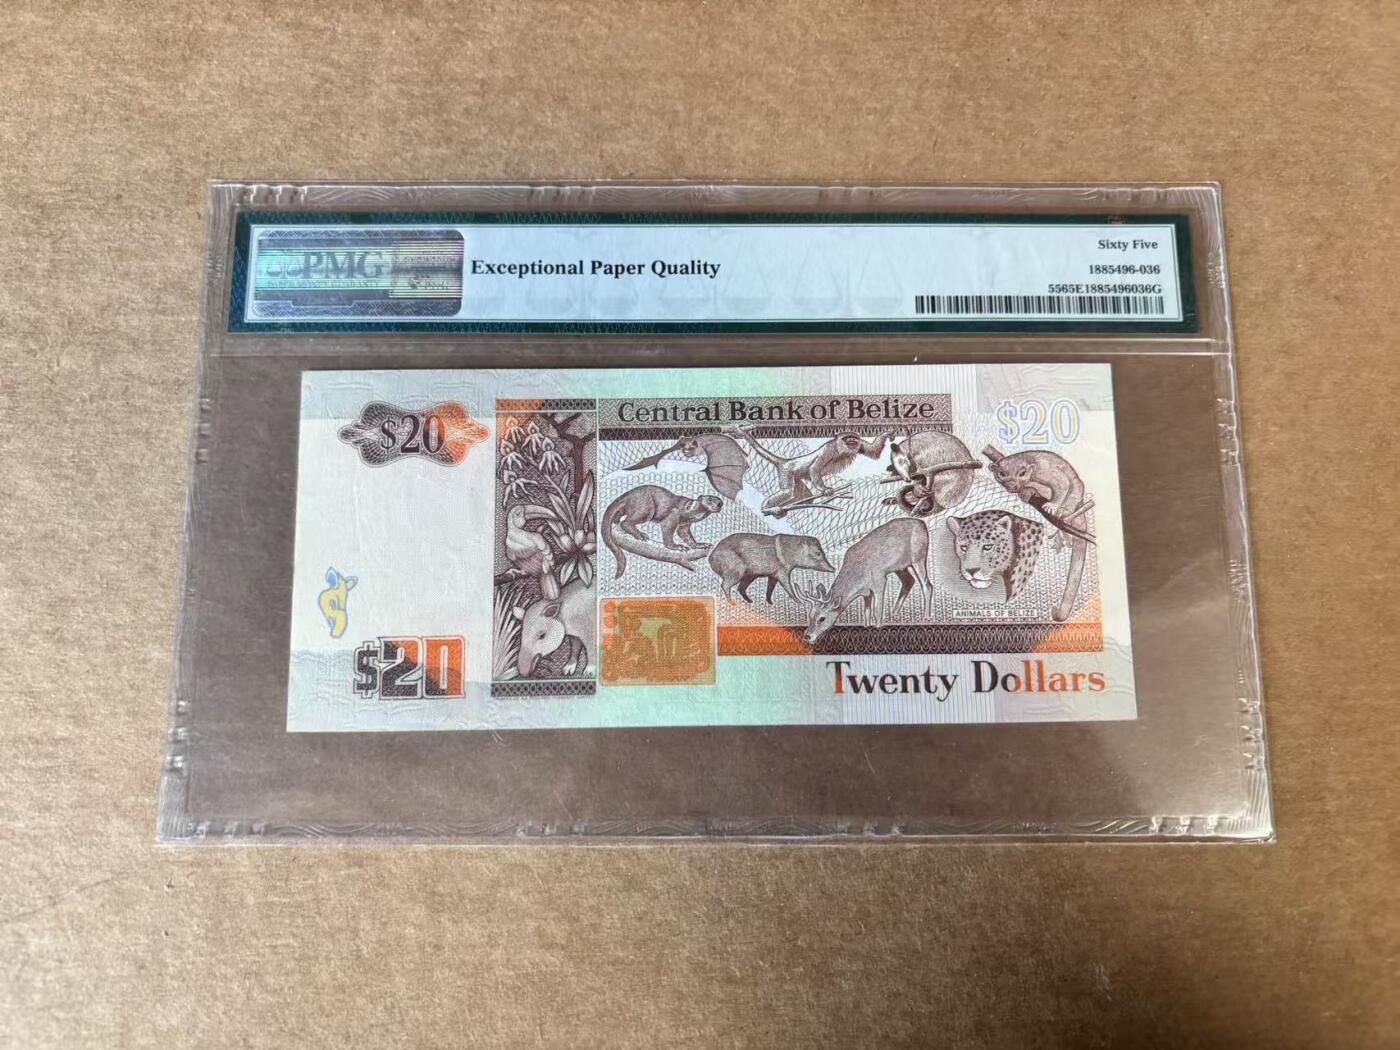 PMG
Exceptional Paper Quality
Sixty Five
1885496-036
5565E1885496036G
$20
Central Bank of Belize
$20
ANIMALS OF BELIZE
$20
Twenty Dollars